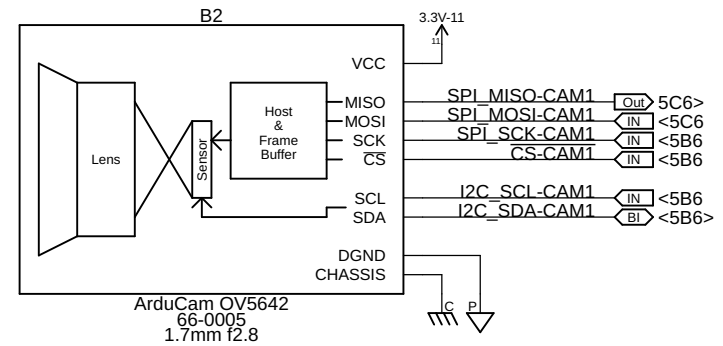 B2
3.3V-11
11
VCC
MISO SPI_MISO-CAM1 Out 5C6>
MOSI SPI_MOSI-CAM1 IN <5C6
SCK SPI_SCK-CAM1 IN <5B6
CS CS-CAM1 IN <5B6
Host
&
Frame
Buffer
Lens
Sensor
SCL I2C_SCL-CAM1 IN <5B6
SDA I2C_SDA-CAM1 BI <5B6>
DGND
CHASSIS
C P
ArduCam OV5642
66-0005
1.7mm f2.8